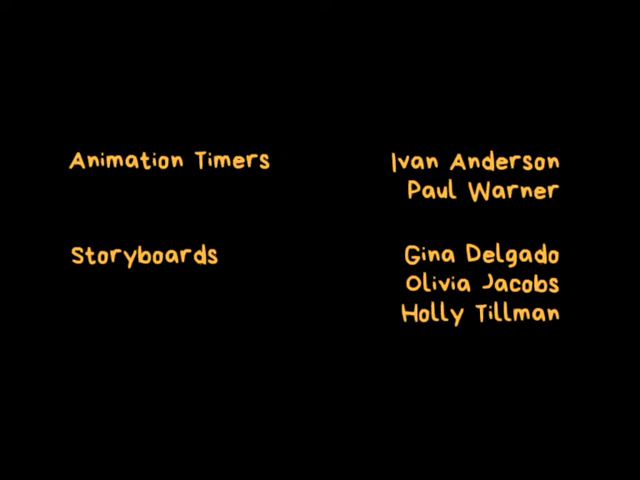 Animation Timers Ivan Anderson
Paul Warner
Storyboards Gina Delgado
Olivia Jacobs
Holly Tillman